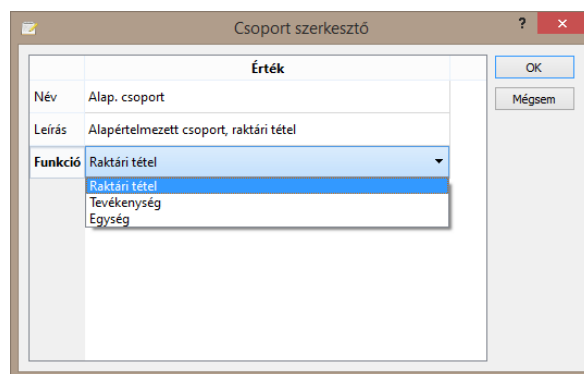 Csoport szerkesztő
?
Érték
OK
Név Alap. csoport
Mégsem
Leírás Alapértelmezett csoport, raktári tétel
Funkció Raktári tétel
Raktári tétel
Tevékenység
Egység